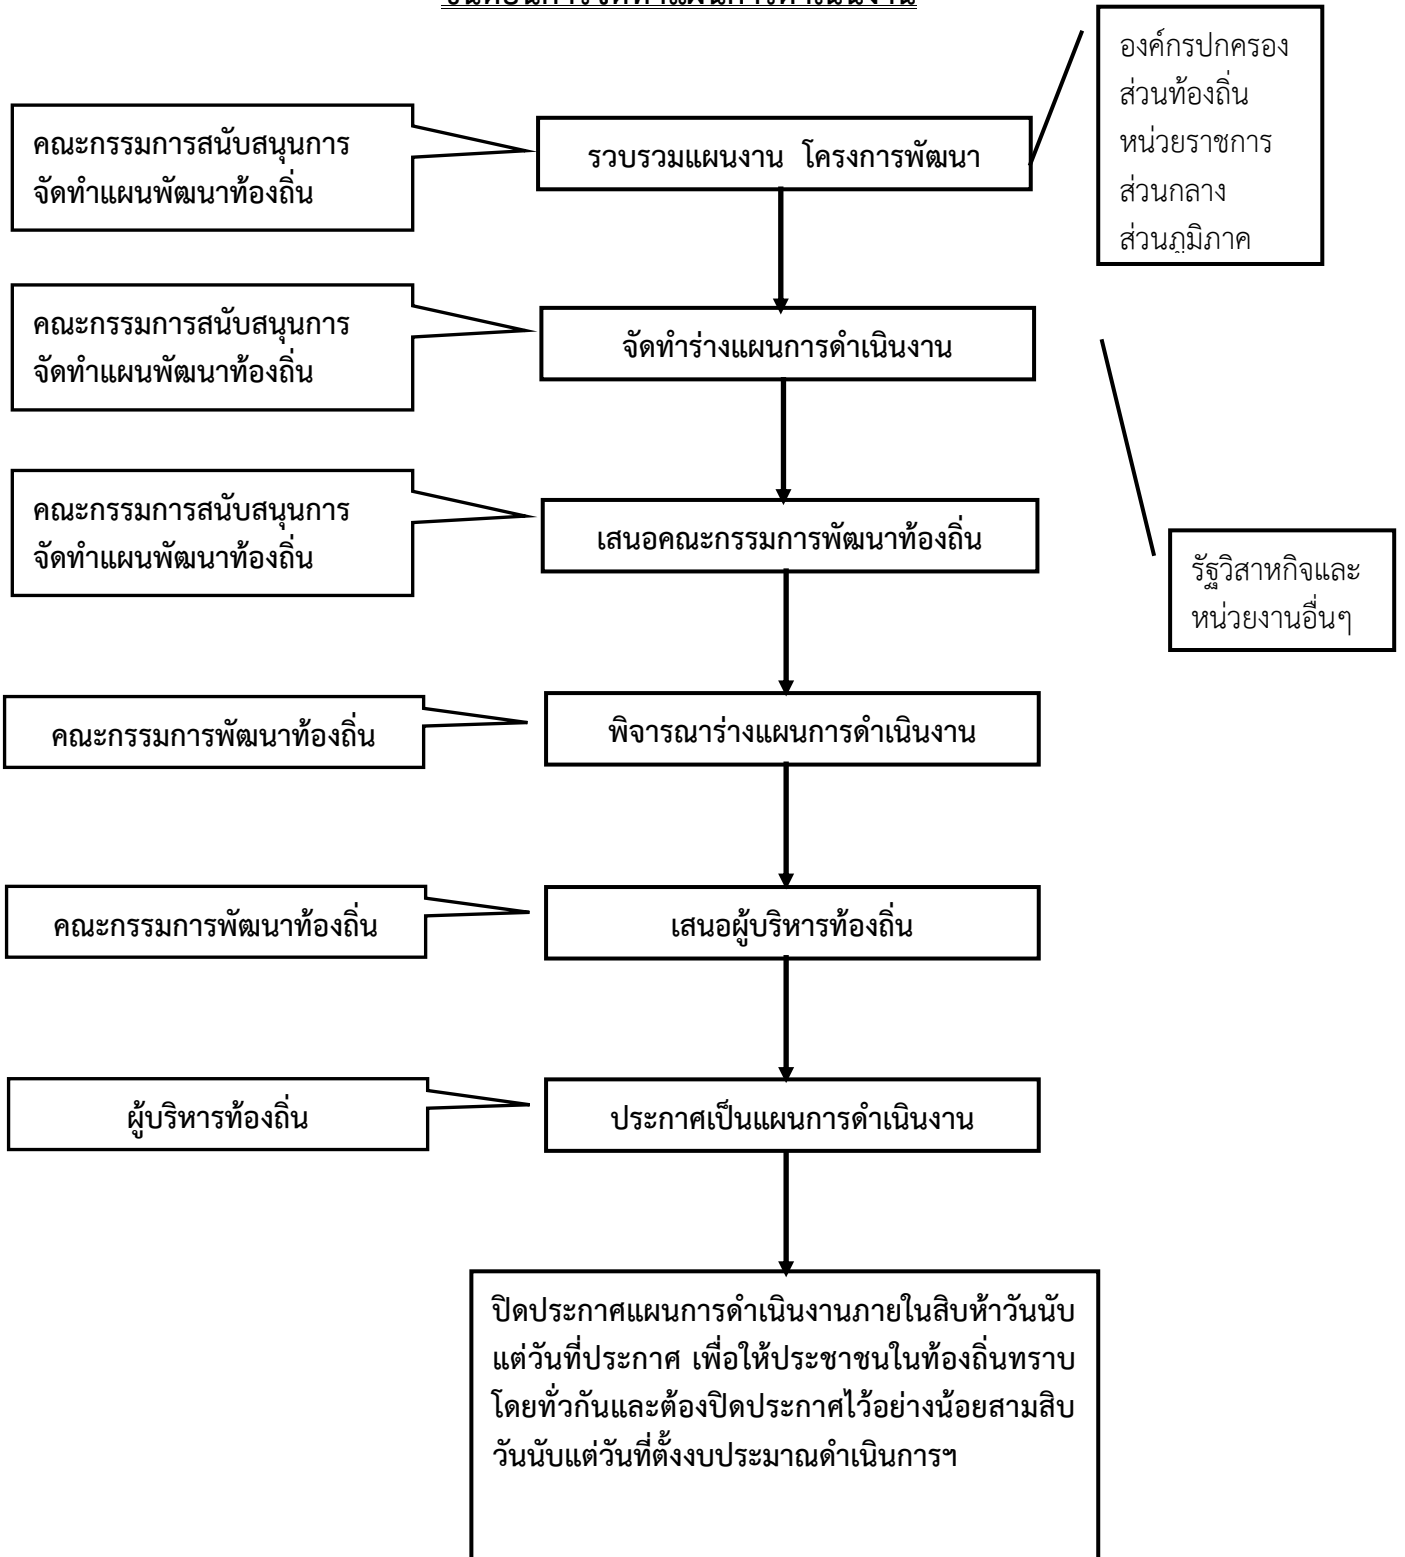 องค์กรปกครอง
ส่วนท้องถิ่น
หน่วยราชการ
ส่วนกลาง
ส่วนภูมิภาค
คณะกรรมการสนับสนุนการ
จัดทำแผนพัฒนาท้องถิ่น
รวบรวมแผนงาน โครงการพัฒนา
คณะกรรมการสนับสนุนการ
จัดทำแผนพัฒนาท้องถิ่น
จัดทำร่างแผนการดำเนินงาน
คณะกรรมการสนับสนุนการ
จัดทำแผนพัฒนาท้องถิ่น
เสนอคณะกรรมการพัฒนาท้องถิ่น
รัฐวิสาหกิจและ
หน่วยงานอื่นๆ
คณะกรรมการพัฒนาท้องถิ่น
พิจารณาร่างแผนการดำเนินงาน
คณะกรรมการพัฒนาท้องถิ่น
เสนอผู้บริหารท้องถิ่น
ผู้บริหารท้องถิ่น
ประกาศเป็นแผนการดำเนินงาน
ปิดประกาศแผนการดำเนินงานภายในสิบห้าวันนับ
แต่วันที่ประกาศ เพื่อให้ประชาชนในท้องถิ่นทราบ
โดยทั่วกันและต้องปิดประกาศไว้อย่างน้อยสามสิบ
วันนับแต่วันที่ตั้งงบประมาณดำเนินการฯ